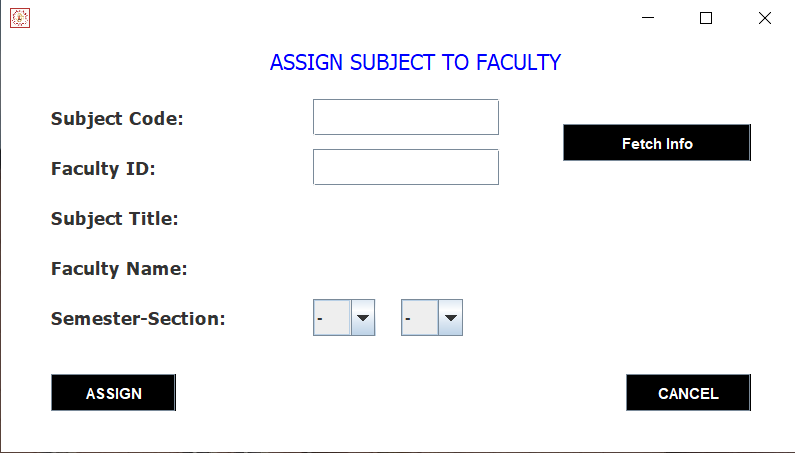 ASSIGN SUBJECT TO FACULTY
Subject Code:
Fetch Info
Faculty ID:
Subject Title:
Faculty Name:
Semester-Section: - -
ASSIGN CANCEL